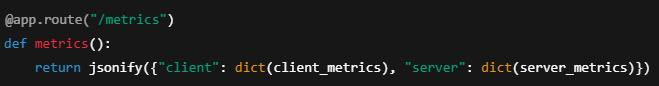 @app.route("/metrics")
def metrics():
    return jsonify({"client": dict(client_metrics), "server": dict(server_metrics)})